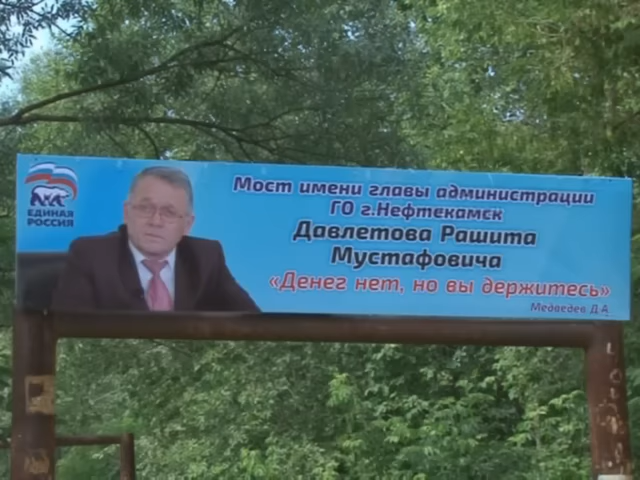 ЕДИНАЯ
РОССИЯ
Мост имени главы администрации
ГО г.Нефтекамск
Давлетова Рашита
Мустафовича
«Денег нет, но вы держитесь»
Медведев Д.А.